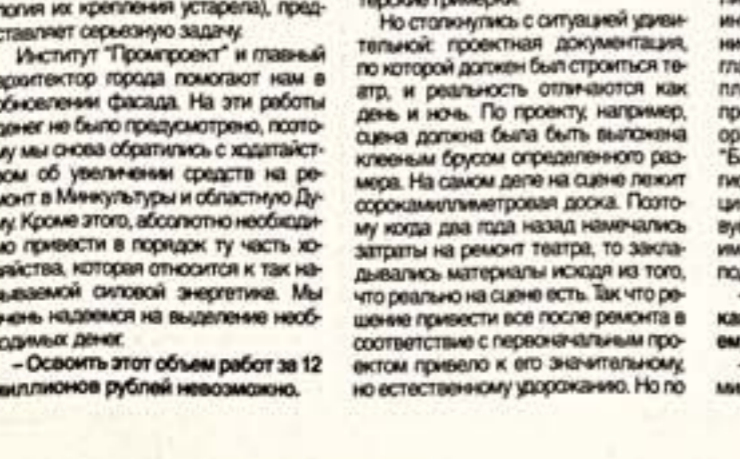 логия их крепления устарела), пред-
ставляет серьезную задачу.
Институт "Промпроект" и главный
архитектор города помогают нам в
обновлении фасада. На эти работы
денег не было предусмотрено, поэто-
му мы снова обратились с ходатайст-
вом об увеличении средств на ре-
монт в Минкультуры и областную Ду-
му. Кроме этого, абсолютно необходи-
мо привести в порядок ту часть хо-
зяйства, которая относится к так на-
зываемой силовой энергетике. Мы
очень надеемся на выделение необ-
ходимых денег.
– Освоить этот объем работ за 12
миллионов рублей невозможно.
терские гримерки.
Но столкнулись с ситуацией удиви-
тельной: проектная документация,
по которой должен был строиться те-
атр, и реальность отличаются как
день и ночь. По проекту, например,
сцена должна была быть выложена
клееным брусом определенного раз-
мера. На самом деле на сцене лежит
сорокамиллиметровая доска. Поэто-
му когда два года назад намечались
затраты на ремонт театра, то закла-
дывались материалы исходя из того,
что реально на сцене есть. Так что ре-
шение привести все после ремонта в
соответствие с первоначальным про-
ектом привело к его значительному,
но естественному удорожанию. Но по